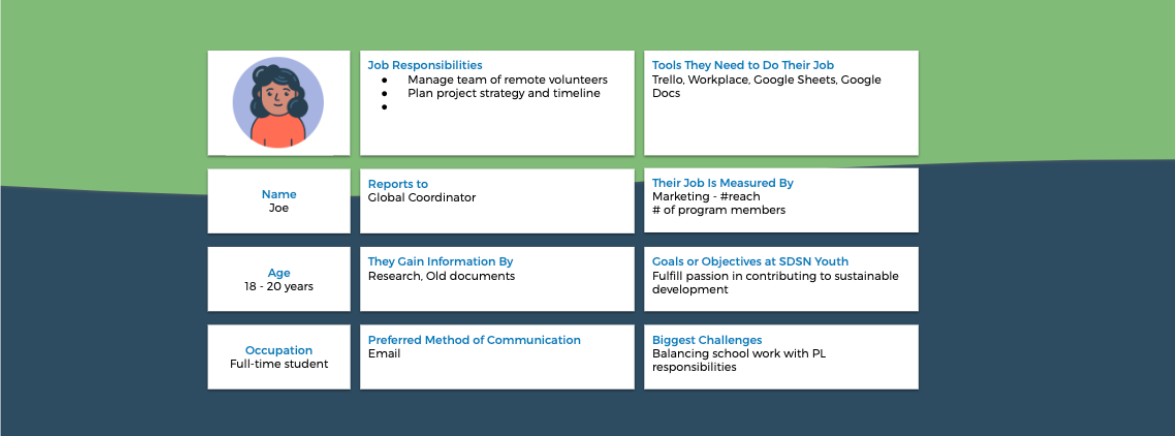 Job Responsibilities
● Manage team of remote volunteers
● Plan project strategy and timeline
●
Tools They Need to Do Their Job
Trello, Workplace, Google Sheets, Google
Docs
Name
Joe
Reports to
Global Coordinator
Their Job Is Measured By
Marketing - #reach
# of program members
Age
18 - 20 years
They Gain Information By
Research, Old documents
Goals or Objectives at SDSN Youth
Fulfill passion in contributing to sustainable
development
Occupation
Full-time student
Preferred Method of Communication
Email
Biggest Challenges
Balancing school work with PL
responsibilities